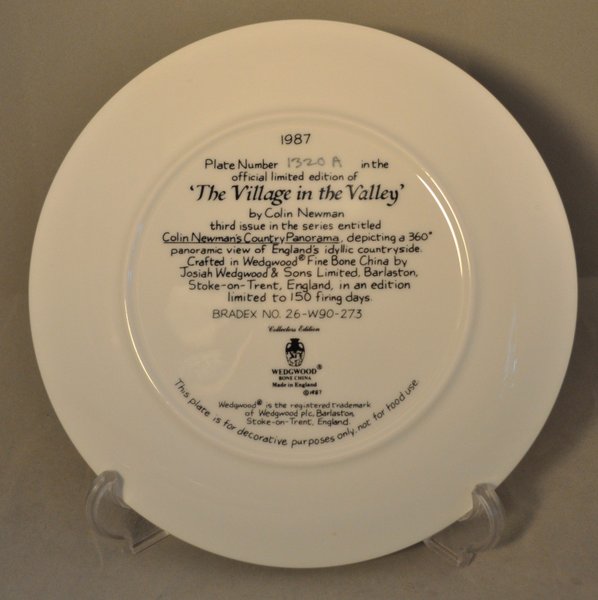 1987
Plate Number 1320 A in the
official limited edition of
'The Village in the Valley'
by Colin Newman
third issue in the series entitled
Colin Newman's Country Panorama, depicting a 360°
panoramic view of England's idyllic countryside.
Crafted in Wedgwood® Fine Bone China by
Josiah Wedgwood & Sons Limited, Barlaston,
Stoke-on-Trent, England, in an edition
limited to 150 firing days.
BRADEX NO. 26-W90-273
Collectors Edition
WEDGWOOD®
BONE CHINA
Made in England
©1987
Wedgwood® is the registered trademark
of Wedgwood plc, Barlaston,
Stoke-on-Trent, England.
This plate is for decorative purposes only, not for food use.